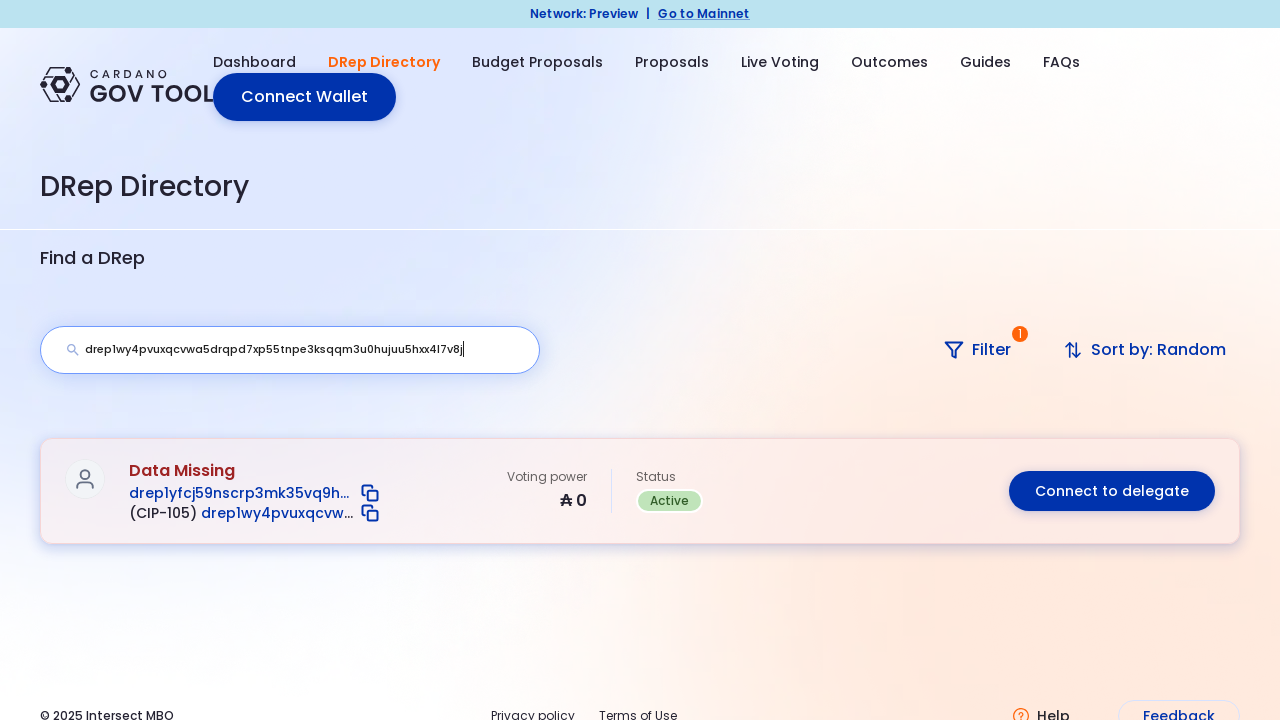 Network: Preview | Go to Mainnet
CARDANO
GOV TOOL
Dashboard DRep Directory Budget Proposals Proposals Live Voting Outcomes Guides FAQs
Connect Wallet
DRep Directory
Find a DRep
drep1wy4pvuxqcvwa5drqpd7xp55tnpe3ksqqm3u0hujuu5hxx4l7v8j
Filter 1
Sort by: Random
Data Missing
drep1yfcj59nscrp3mk35vq9h...
(CIP-105) drep1wy4pvuxqcvw...
Voting power
₳ 0
Status
Active
Connect to delegate
© 2025 Intersect MBO
Privacy policy Terms of Use
Help
Feedback